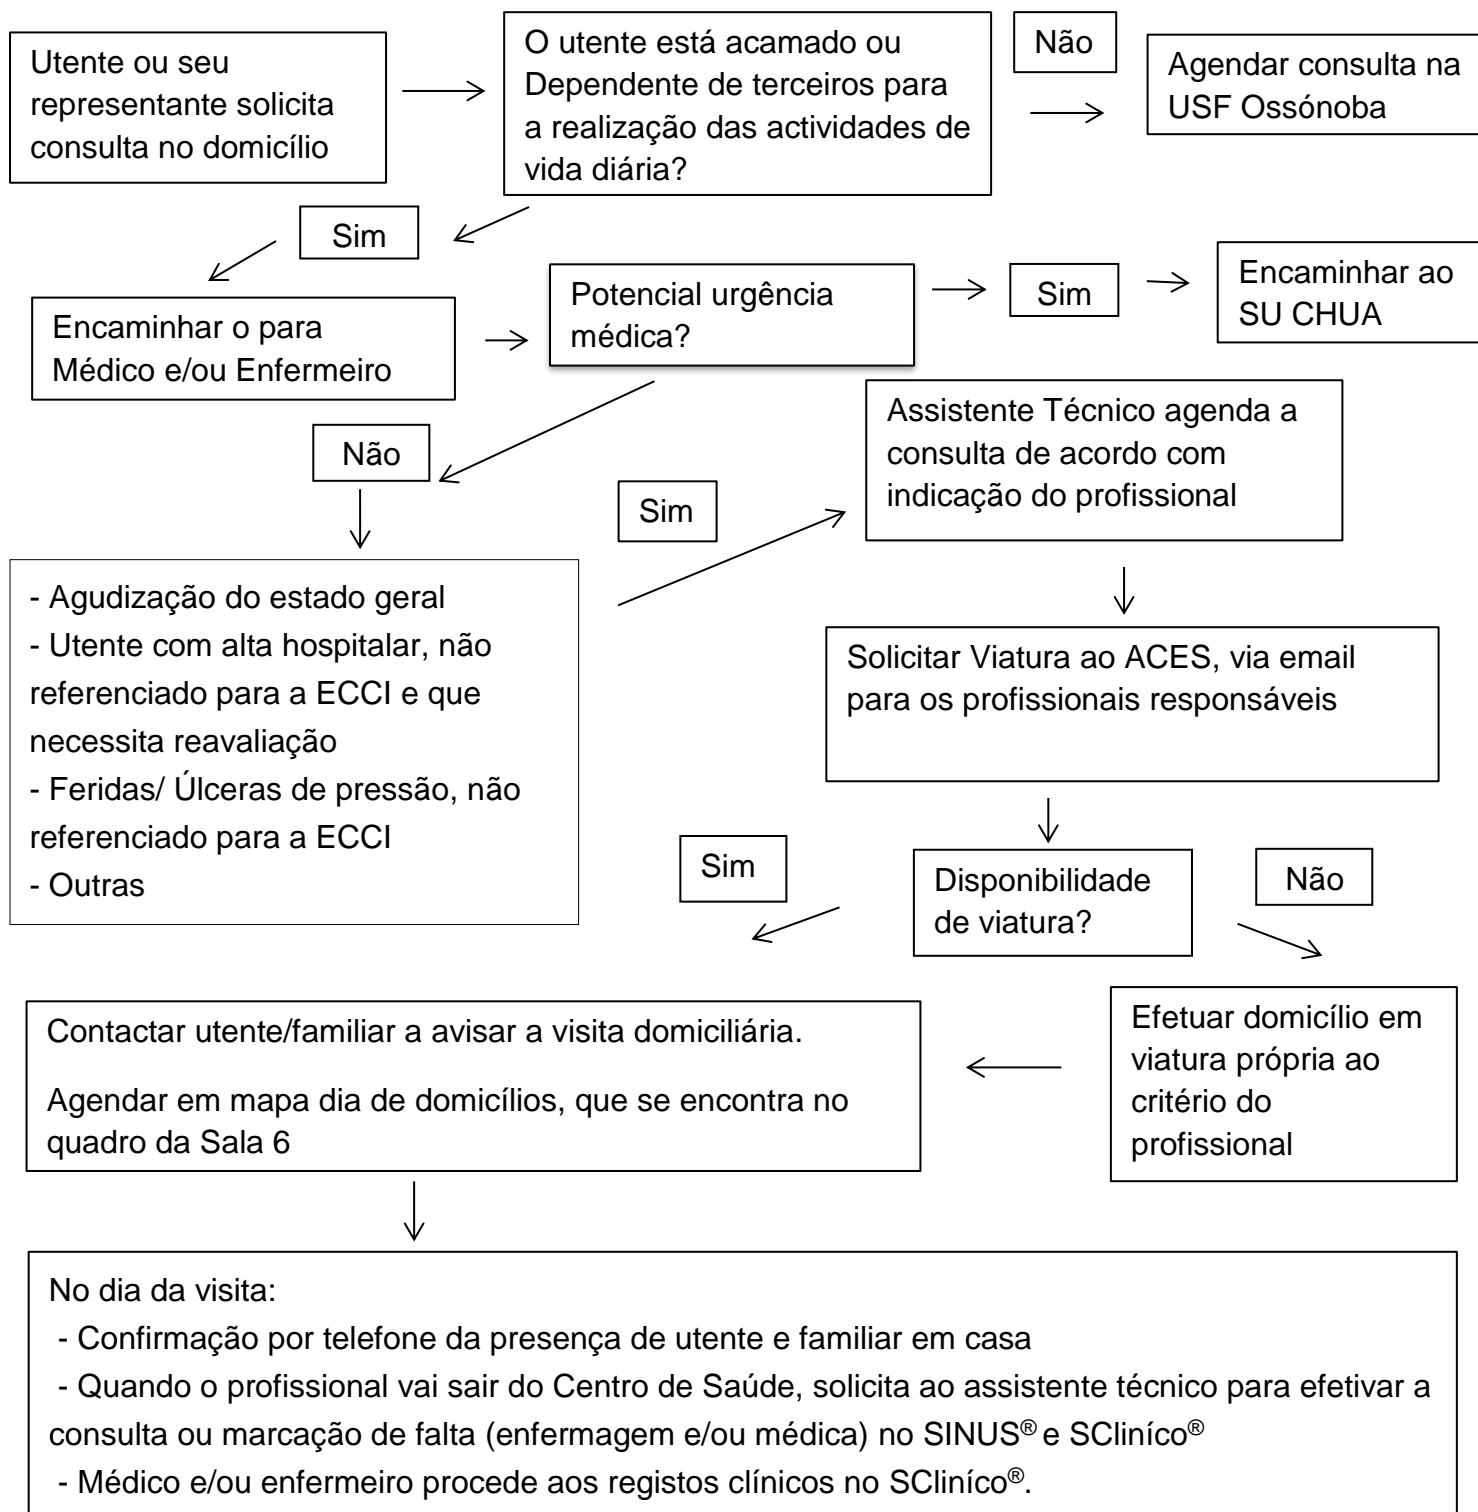 Utente ou seu
representante solicita
consulta no domicílio
O utente está acamado ou
Dependente de terceiros para
a realização das actividades de
vida diária?
Não
Agendar consulta na
USF Ossónoba
Sim
Encaminhar o para
Médico e/ou Enfermeiro
Potencial urgência
médica?
Sim
Encaminhar ao
SU CHUA
Não
Sim
Assistente Técnico agenda a
consulta de acordo com
indicação do profissional
- Agudização do estado geral
- Utente com alta hospitalar, não
referenciado para a ECCI e que
necessita reavaliação
- Feridas/ Úlceras de pressão, não
referenciado para a ECCI
- Outras
Solicitar Viatura ao ACES, via email
para os profissionais responsáveis
Sim
Disponibilidade
de viatura?
Não
Contactar utente/familiar a avisar a visita domiciliária.
Agendar em mapa dia de domicílios, que se encontra no
quadro da Sala 6
Efetuar domicílio em
viatura própria ao
critério do
profissional
No dia da visita:
- Confirmação por telefone da presença de utente e familiar em casa
- Quando o profissional vai sair do Centro de Saúde, solicita ao assistente técnico para efetivar a
consulta ou marcação de falta (enfermagem e/ou médica) no SINUS® e SCliníco®
- Médico e/ou enfermeiro procede aos registos clínicos no SCliníco®.